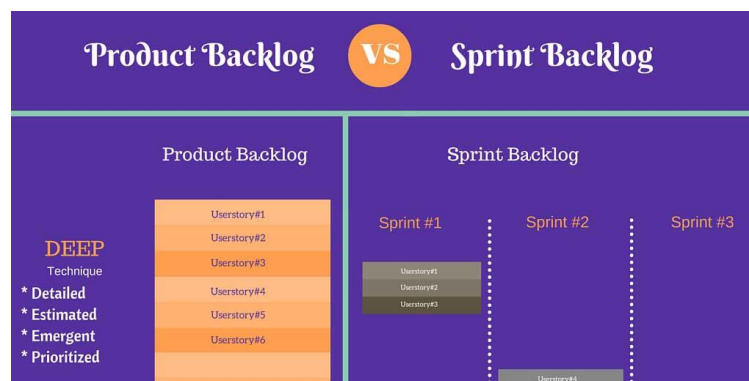 Product Backlog VS Sprint Backlog
Product Backlog
Userstory#1
Userstory#2
Userstory#3
Userstory#4
Userstory#5
Userstory#6
DEEP
Technique
* Detailed
* Estimated
* Emergent
* Prioritized
Sprint Backlog
Sprint #1
Userstory#1
Userstory#2
Userstory#3
Sprint #2
Userstory#4
Sprint #3